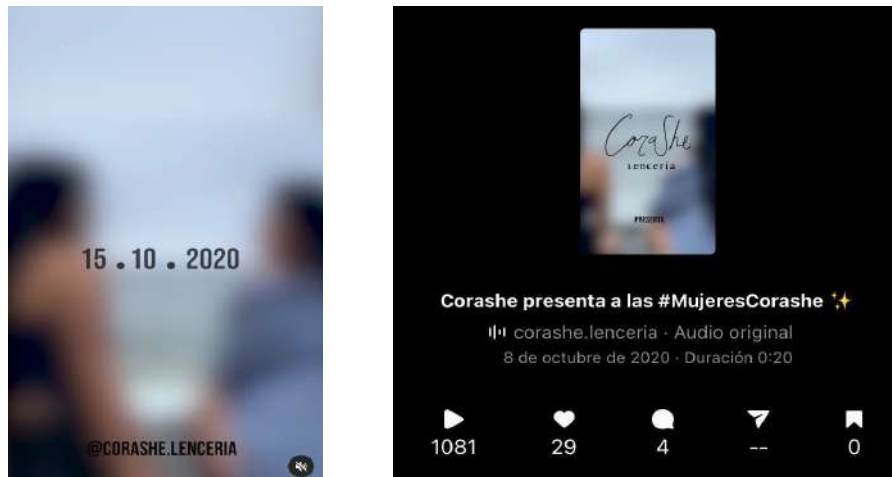 15 . 10 . 2020
@CORASHE.LENCERIA
CoraShe
Lencería
PRESENTA
Corashe presenta a las #MujeresCorashe ✨
corashe.lenceria · Audio original
8 de octubre de 2020 · Duración 0:20
1081 29 4 -- 0